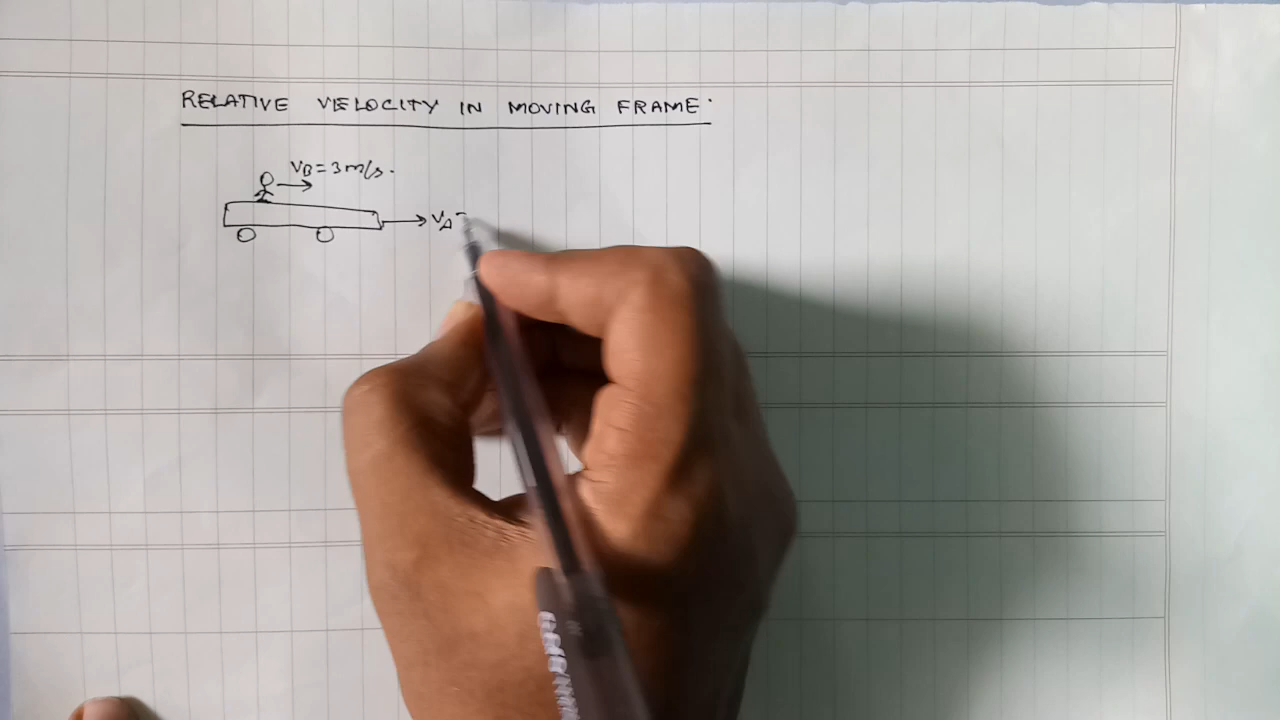 RELATIVE VELOCITY IN MOVING FRAME.
VB = 3 m/s.
VA =